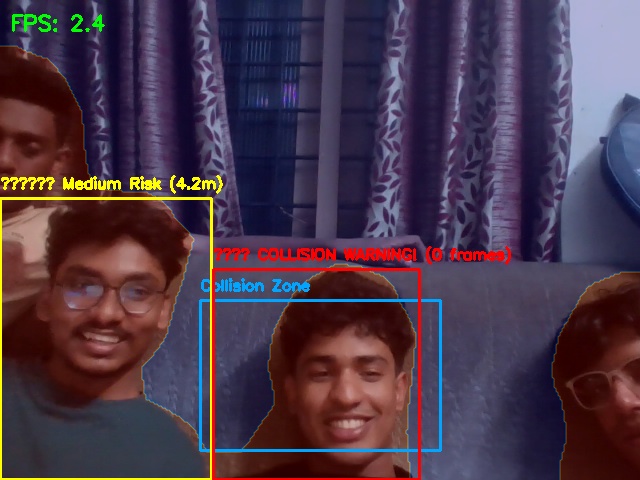 FPS: 2.4
?????? Medium Risk (4.2m)
???? COLLISION WARNING! (0 frames)
Collision Zone